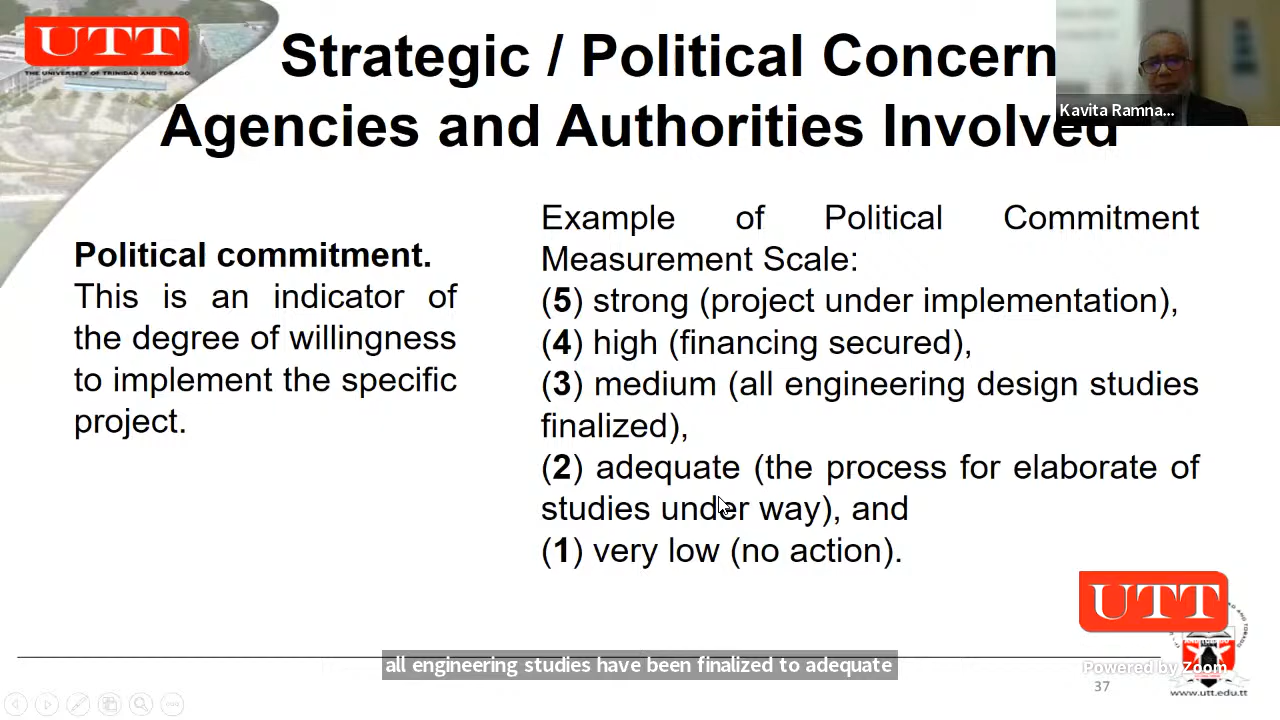 UTT
THE UNIVERSITY OF TRINIDAD AND TOBAGO
Strategic / Political Concern
Agencies and Authorities Involved
Kavita Ramna...
Political commitment.
This is an indicator of
the degree of willingness
to implement the specific
project.
Example of Political Commitment
Measurement Scale:
(5) strong (project under implementation),
(4) high (financing secured),
(3) medium (all engineering design studies
finalized),
(2) adequate (the process for elaborate of
studies under way), and
(1) very low (no action).
UTT
all engineering studies have been finalized to adequate
Powered by Zoom
37
www.utt.edu.tt